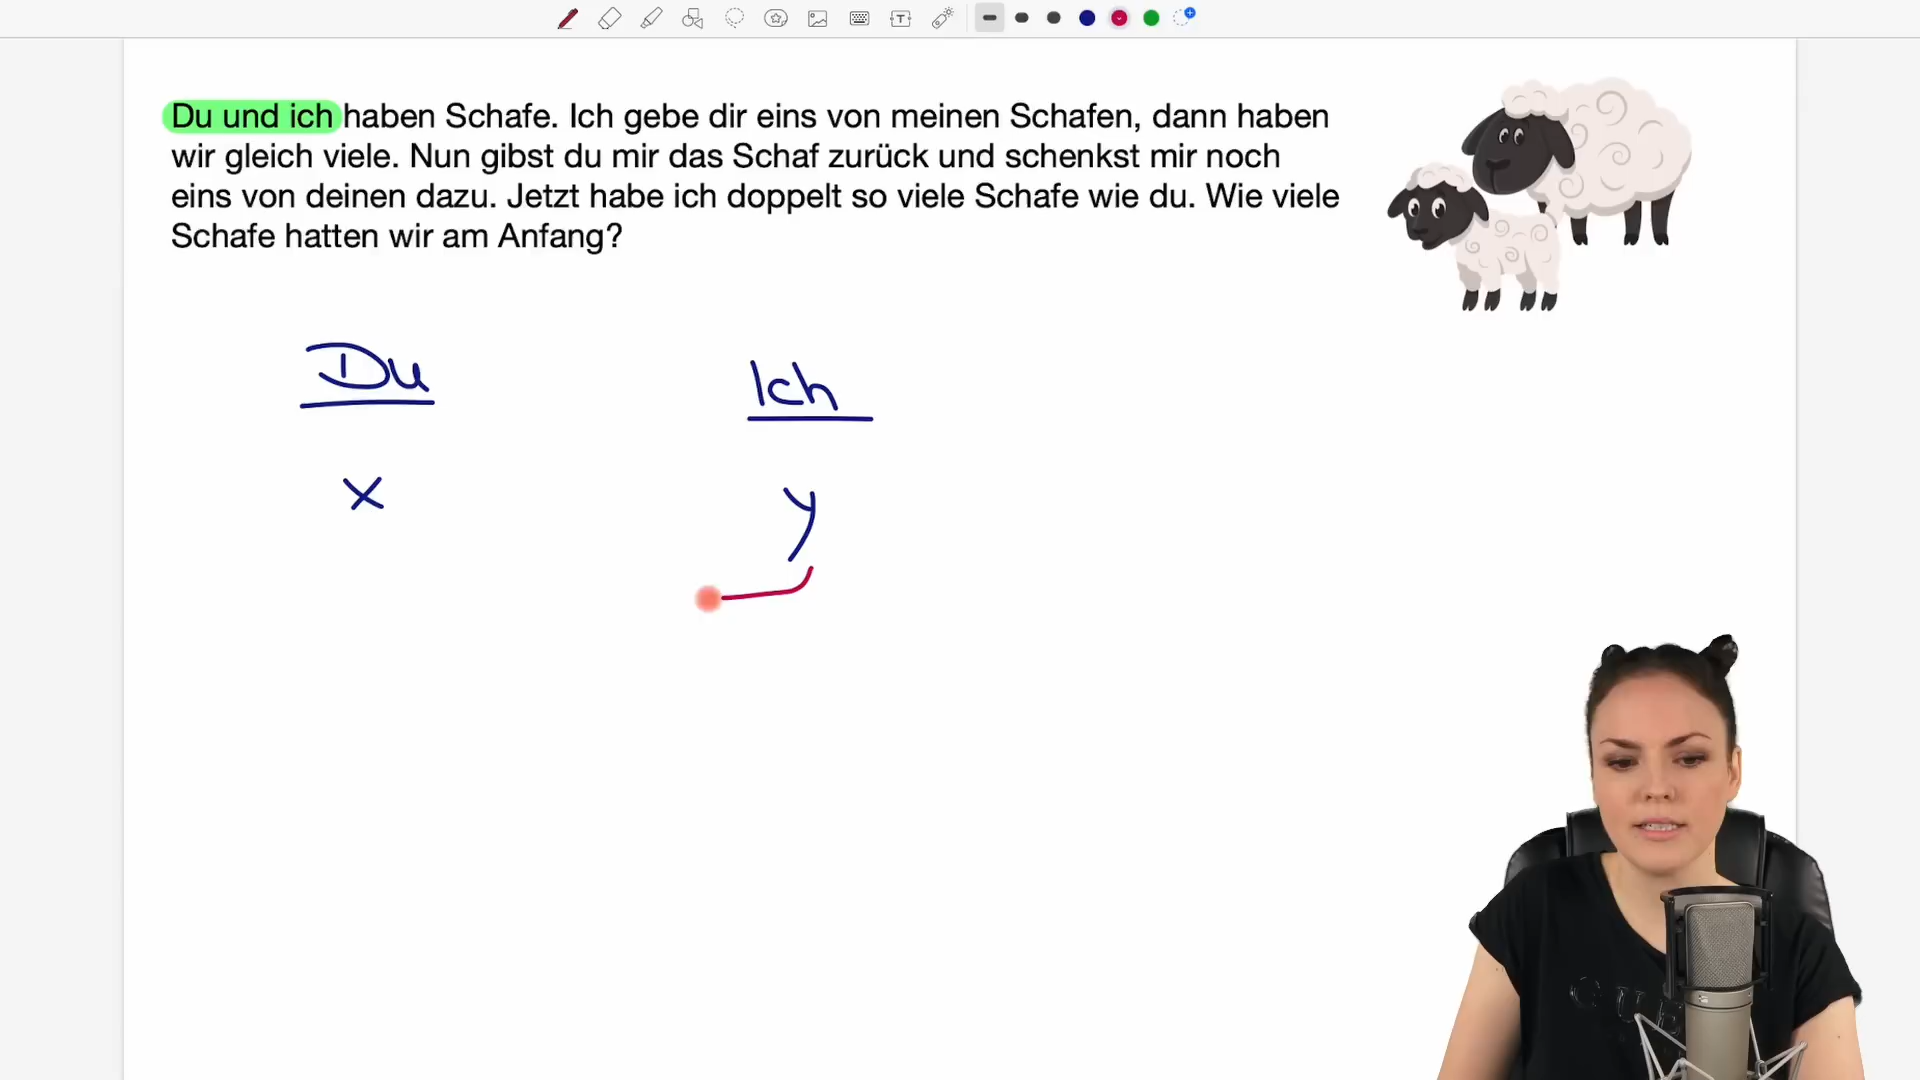 Du und ich haben Schafe. Ich gebe dir eins von meinen Schafen, dann haben
wir gleich viele. Nun gibst du mir das Schaf zurück und schenkst mir noch
eins von deinen dazu. Jetzt habe ich doppelt so viele Schafe wie du. Wie viele
Schafe hatten wir am Anfang?
Du Ich
x y